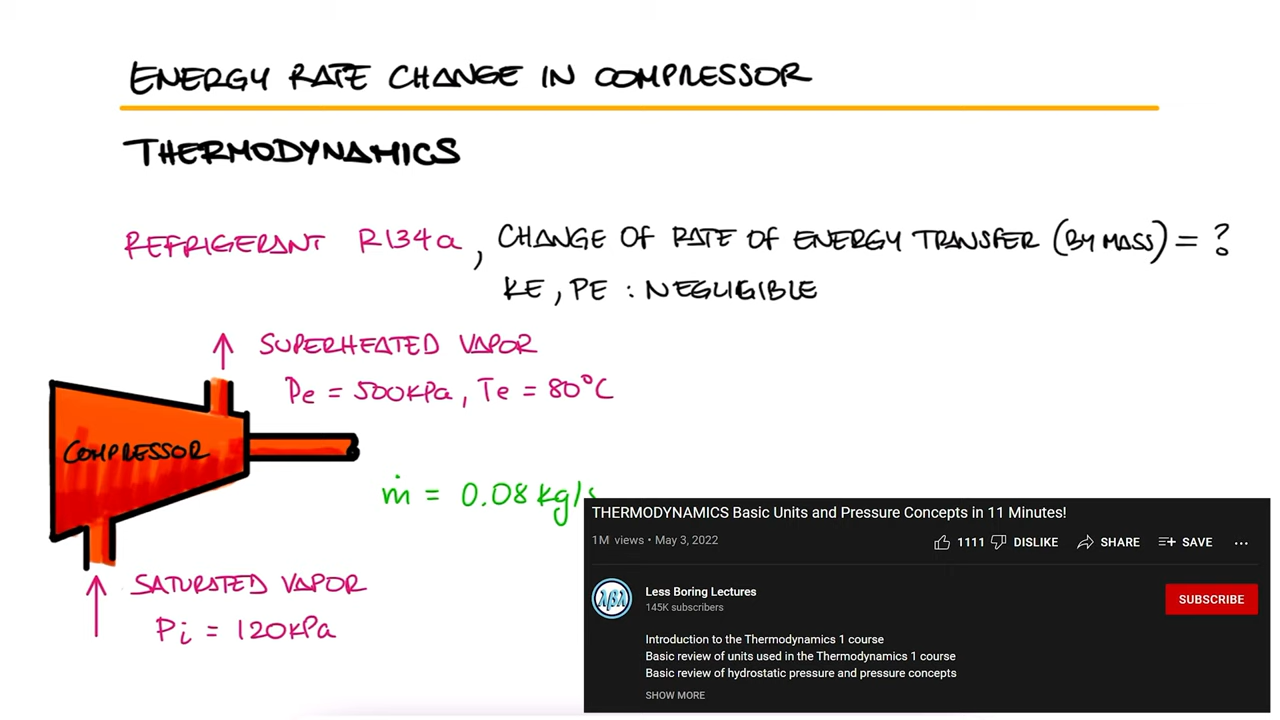 ENERGY RATE CHANGE IN COMPRESSOR
THERMODYNAMICS
REFRIGERANT R134a, CHANGE OF RATE OF ENERGY TRANSFER (BY MASS) = ?
KE, PE : NEGLIGIBLE
SUPERHEATED VAPOR
Pe = 500kPa, Te = 80°C
COMPRESSOR
ṁ = 0.08 kg/s
SATURATED VAPOR
Pi = 120kPa
THERMODYNAMICS Basic Units and Pressure Concepts in 11 Minutes!
1M views • May 3, 2022
1111 DISLIKE SHARE SAVE ...
λβλ
Less Boring Lectures
145K subscribers
SUBSCRIBE
Introduction to the Thermodynamics 1 course
Basic review of units used in the Thermodynamics 1 course
Basic review of hydrostatic pressure and pressure concepts
SHOW MORE